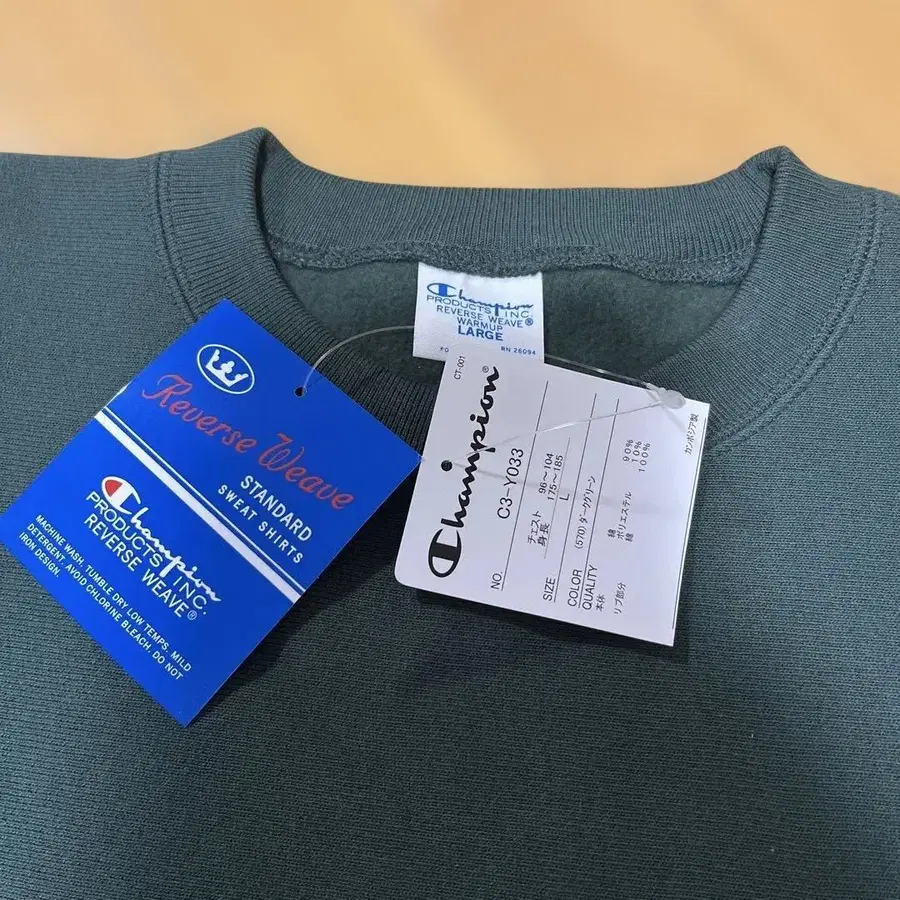 Champion
PRODUCTS INC.
REVERSE WEAVE®
WARMUP
LARGE
RN 26094
Reverse Weave
STANDARD
SWEAT SHIRTS
Champion
PRODUCTS INC.
REVERSE WEAVE®
MACHINE WASH, TUMBLE DRY LOW TEMPS, MILD
DETERGENT. AVOID CHLORINE BLEACH. DO NOT
IRON DESIGN.
CT-001
Champion®
NO. C3-Y033
チェスト 96〜104
身長 175〜185
SIZE L
COLOR (570) ダークグリーン
QUALITY
本体 綿 90%
ポリエステル 10%
リブ部分 綿 100%
カンボジア製